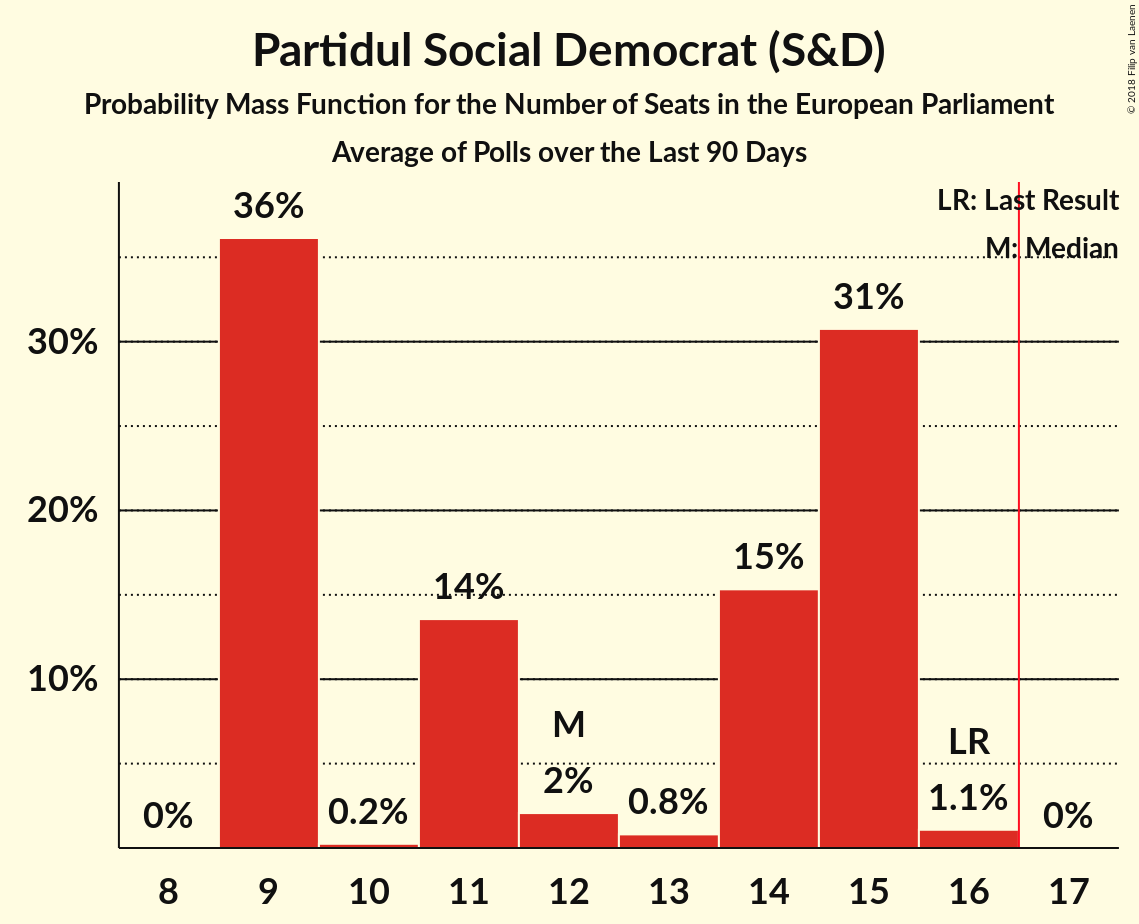 Partidul Social Democrat (S&D)
Probability Mass Function for the Number of Seats in the European Parliament
Average of Polls over the Last 90 Days
© 2018 Filip van Laenen
LR: Last Result
M: Median
36%
31%
30%
15%
20%
14%
10%
M
LR
2%
1.1%
0.8%
0.2%
0%
0%
8 9 10 11 12 13 14 15 16 17